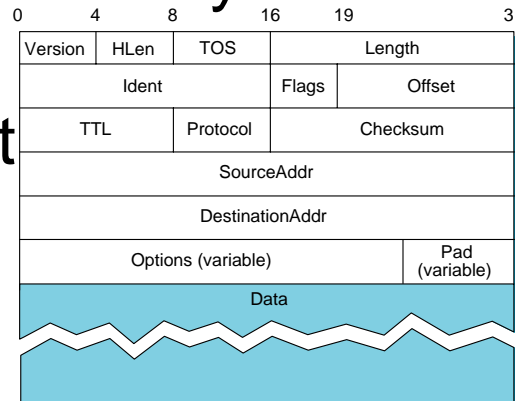 y
0 4 8 16 19 3
Version HLen TOS Length
Ident Flags Offset
t
TTL Protocol Checksum
SourceAddr
DestinationAddr
Options (variable) Pad
(variable)
Data